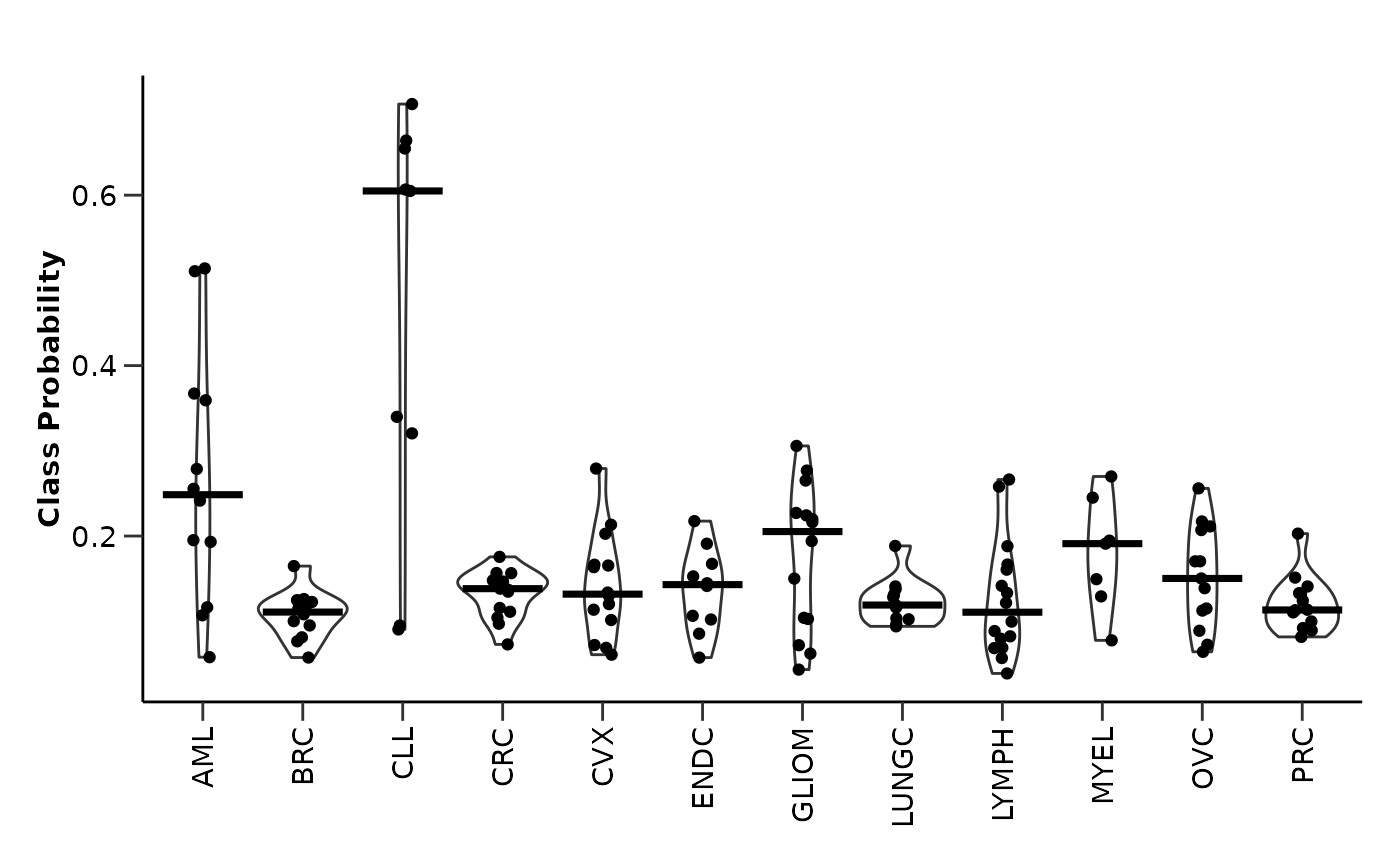 Class Probability
0.6
0.4
0.2
AML
BRC
CLL
CRC
CVX
ENDC
GLIOM
LUNGC
LYMPH
MYEL
OVC
PRC